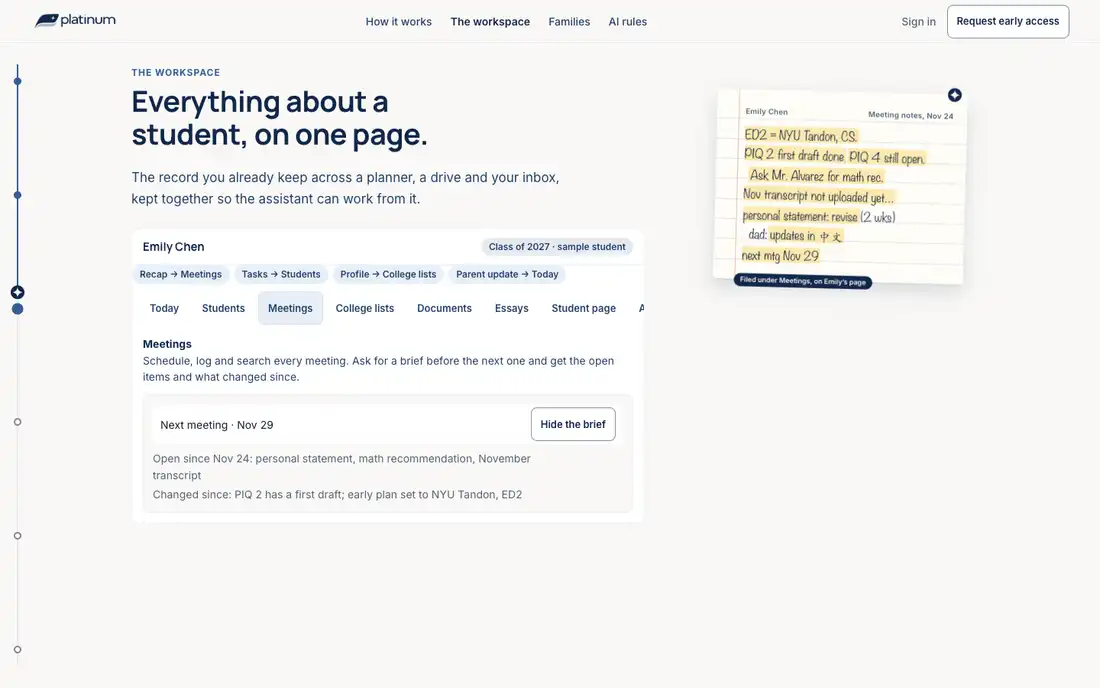 platinum
How it works
The workspace
Families
AI rules
Sign in
Request early access
THE WORKSPACE
Everything about a
student, on one page.
The record you already keep across a planner, a drive and your inbox,
kept together so the assistant can work from it.
Emily Chen
Class of 2027 · sample student
Recap → Meetings
Tasks → Students
Profile → College lists
Parent update → Today
Today
Students
Meetings
College lists
Documents
Essays
Student page
Meetings
Schedule, log and search every meeting. Ask for a brief before the next one and get the open
items and what changed since.
Next meeting · Nov 29
Hide the brief
Open since Nov 24: personal statement, math recommendation, November
transcript
Changed since: PIQ 2 has a first draft; early plan set to NYU Tandon, ED2
Emily Chen
Meeting notes, Nov 24
ED2 = NYU Tandon, CS.
PIQ 2 first draft done, PIQ 4 still open.
Ask Mr. Alvarez for math rec.
Nov transcript not uploaded yet...
personal statement: revise (2 wks)
dad: updates in 中文
next mtg Nov 29
Filed under Meetings, on Emily's page